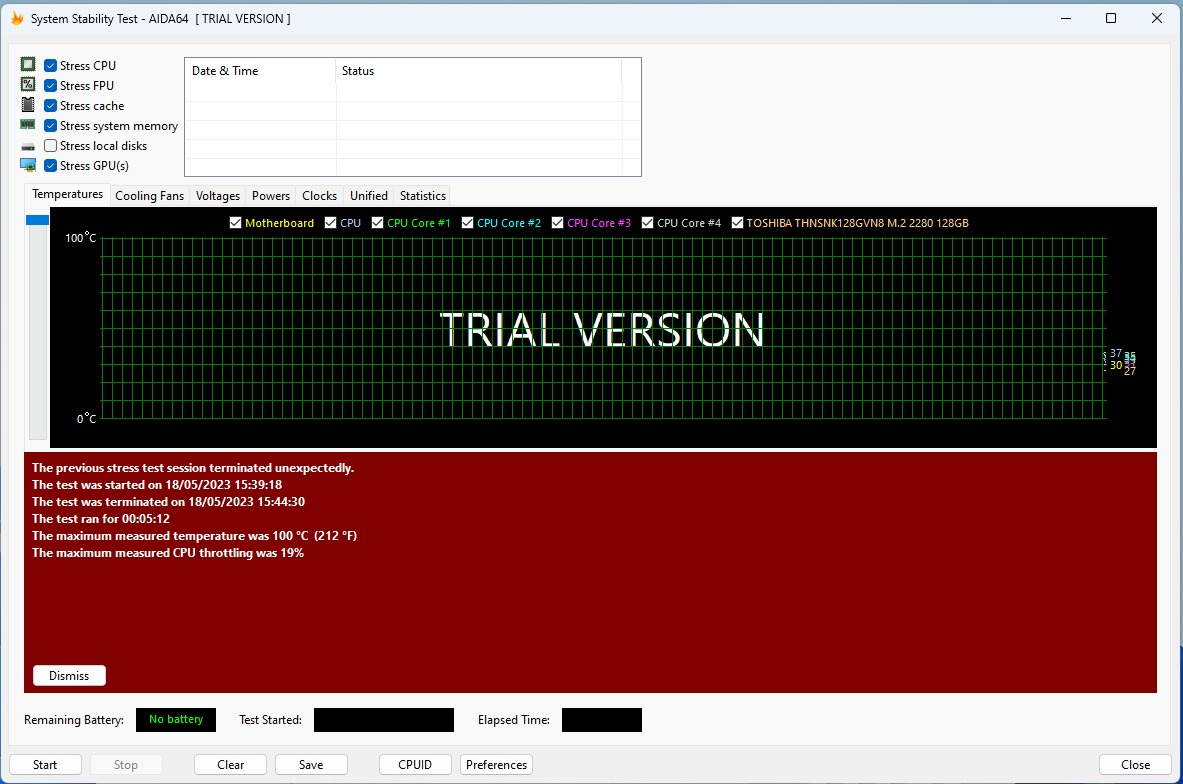 System Stability Test - AIDA64 [ TRIAL VERSION ]
Stress CPU
Stress FPU
Stress cache
Stress system memory
Stress local disks
Stress GPU(s)
Date & Time Status
Temperatures Cooling Fans Voltages Powers Clocks Unified Statistics
Motherboard CPU CPU Core #1 CPU Core #2 CPU Core #3 CPU Core #4 TOSHIBA THNSNK128GVN8 M.2 2280 128GB
100°C
TRIAL VERSION
37
30
27
0°C
The previous stress test session terminated unexpectedly.
The test was started on 18/05/2023 15:39:18
The test was terminated on 18/05/2023 15:44:30
The test ran for 00:05:12
The maximum measured temperature was 100 °C (212 °F)
The maximum measured CPU throttling was 19%
Dismiss
Remaining Battery: No battery Test Started: Elapsed Time:
Start Stop Clear Save CPUID Preferences Close